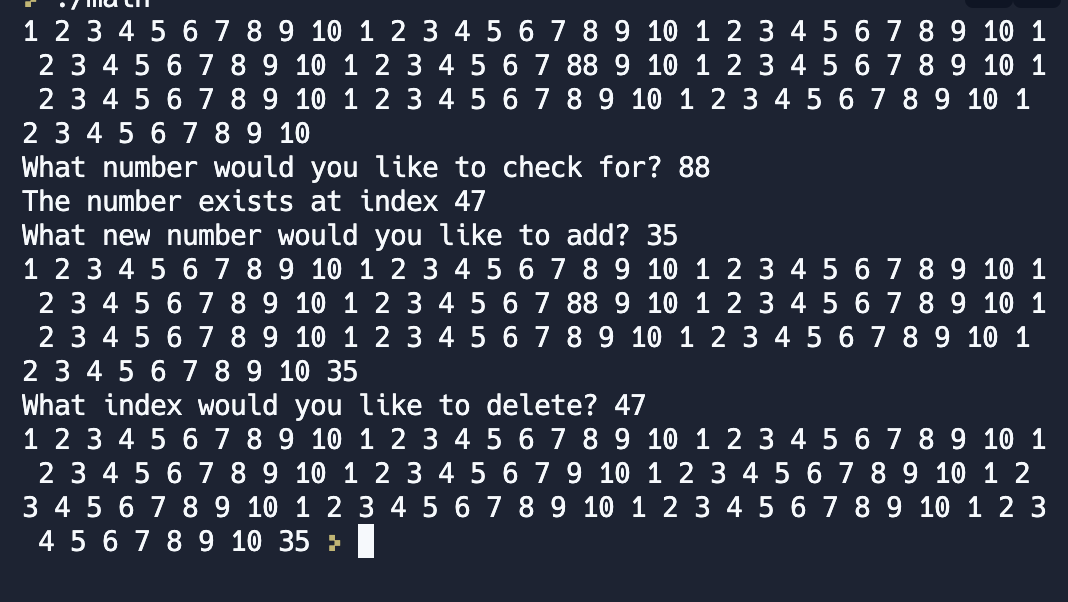 ./main
1 2 3 4 5 6 7 8 9 10 1 2 3 4 5 6 7 8 9 10 1 2 3 4 5 6 7 8 9 10 1
2 3 4 5 6 7 8 9 10 1 2 3 4 5 6 7 88 9 10 1 2 3 4 5 6 7 8 9 10 1
2 3 4 5 6 7 8 9 10 1 2 3 4 5 6 7 8 9 10 1 2 3 4 5 6 7 8 9 10 1
2 3 4 5 6 7 8 9 10
What number would you like to check for? 88
The number exists at index 47
What new number would you like to add? 35
1 2 3 4 5 6 7 8 9 10 1 2 3 4 5 6 7 8 9 10 1 2 3 4 5 6 7 8 9 10 1
2 3 4 5 6 7 8 9 10 1 2 3 4 5 6 7 88 9 10 1 2 3 4 5 6 7 8 9 10 1
2 3 4 5 6 7 8 9 10 1 2 3 4 5 6 7 8 9 10 1 2 3 4 5 6 7 8 9 10 1
2 3 4 5 6 7 8 9 10 35
What index would you like to delete? 47
1 2 3 4 5 6 7 8 9 10 1 2 3 4 5 6 7 8 9 10 1 2 3 4 5 6 7 8 9 10 1
2 3 4 5 6 7 8 9 10 1 2 3 4 5 6 7 9 10 1 2 3 4 5 6 7 8 9 10 1 2
3 4 5 6 7 8 9 10 1 2 3 4 5 6 7 8 9 10 1 2 3 4 5 6 7 8 9 10 1 2 3
4 5 6 7 8 9 10 35